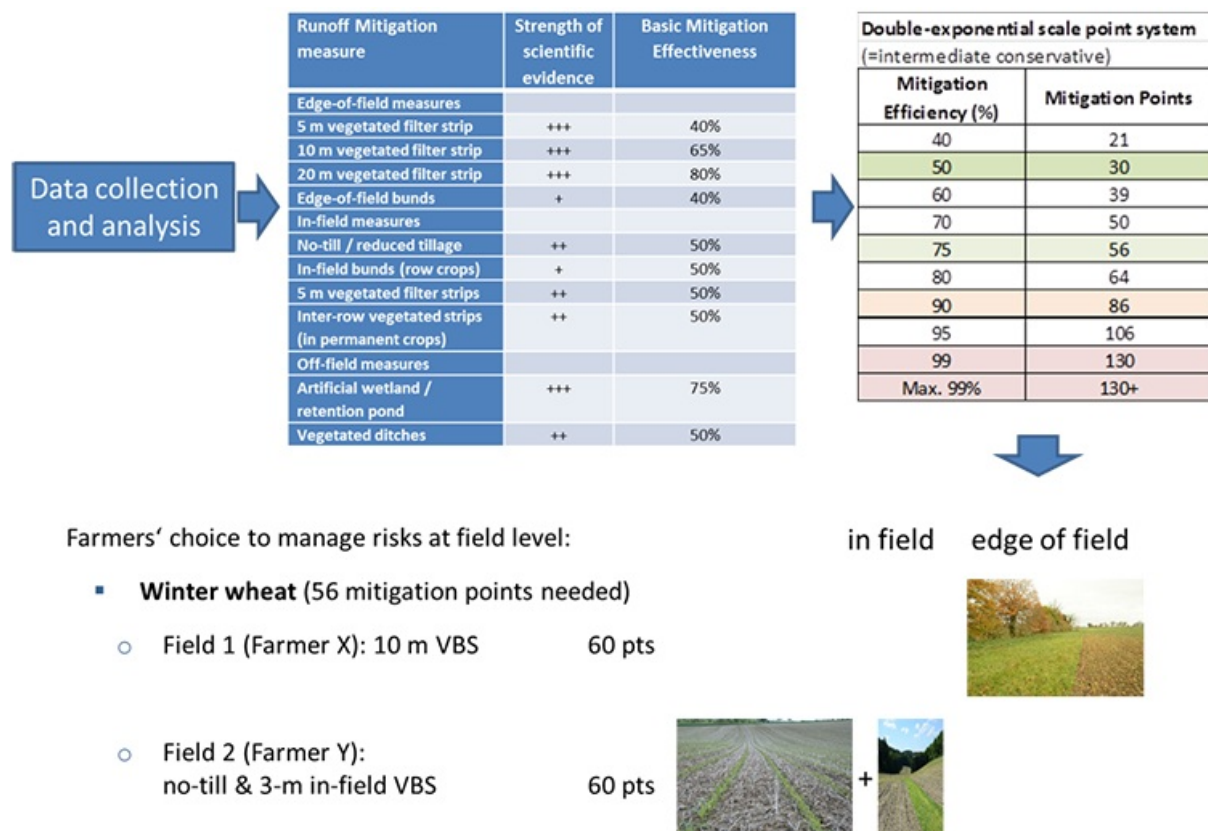 Data collection
and analysis
Runoff Mitigation
measure
Strength of
scientific
evidence
Basic Mitigation
Effectiveness
Edge-of-field measures
5 m vegetated filter strip +++ 40%
10 m vegetated filter strip +++ 65%
20 m vegetated filter strip +++ 80%
Edge-of-field bunds + 40%
In-field measures
No-till / reduced tillage ++ 50%
In-field bunds (row crops) + 50%
5 m vegetated filter strips ++ 50%
Inter-row vegetated strips ++ 50%
(in permanent crops)
Off-field measures
Artificial wetland / +++ 75%
retention pond
Vegetated ditches ++ 50%
Double-exponential scale point system
(=intermediate conservative)
Mitigation
Efficiency (%)
Mitigation Points
40 21
50 30
60 39
70 50
75 56
80 64
90 86
95 106
99 130
Max. 99% 130+
Farmers‘ choice to manage risks at field level:
in field edge of field
▪ Winter wheat (56 mitigation points needed)
o Field 1 (Farmer X): 10 m VBS 60 pts
o Field 2 (Farmer Y):
no-till & 3-m in-field VBS 60 pts +